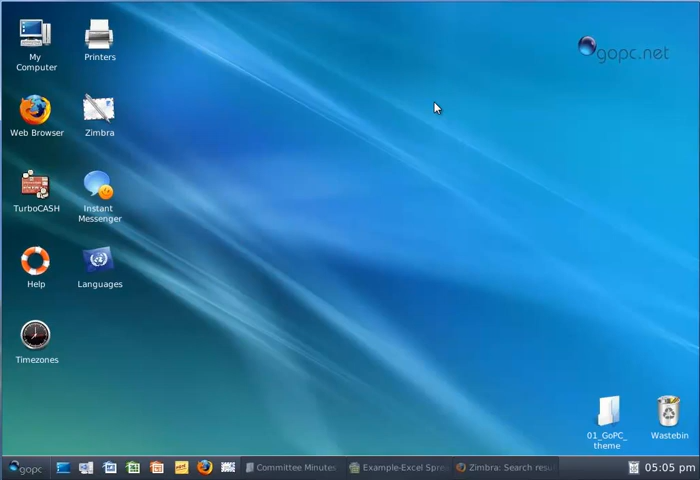 gopc.net
My
Computer
Printers
Web Browser
Zimbra
TurboCASH
Instant
Messenger
Help
Languages
Timezones
01_GoPC_
theme
Wastebin
gopc
Committee Minutes
Example-Excel Spre
Zimbra: Search resu
05:05 pm